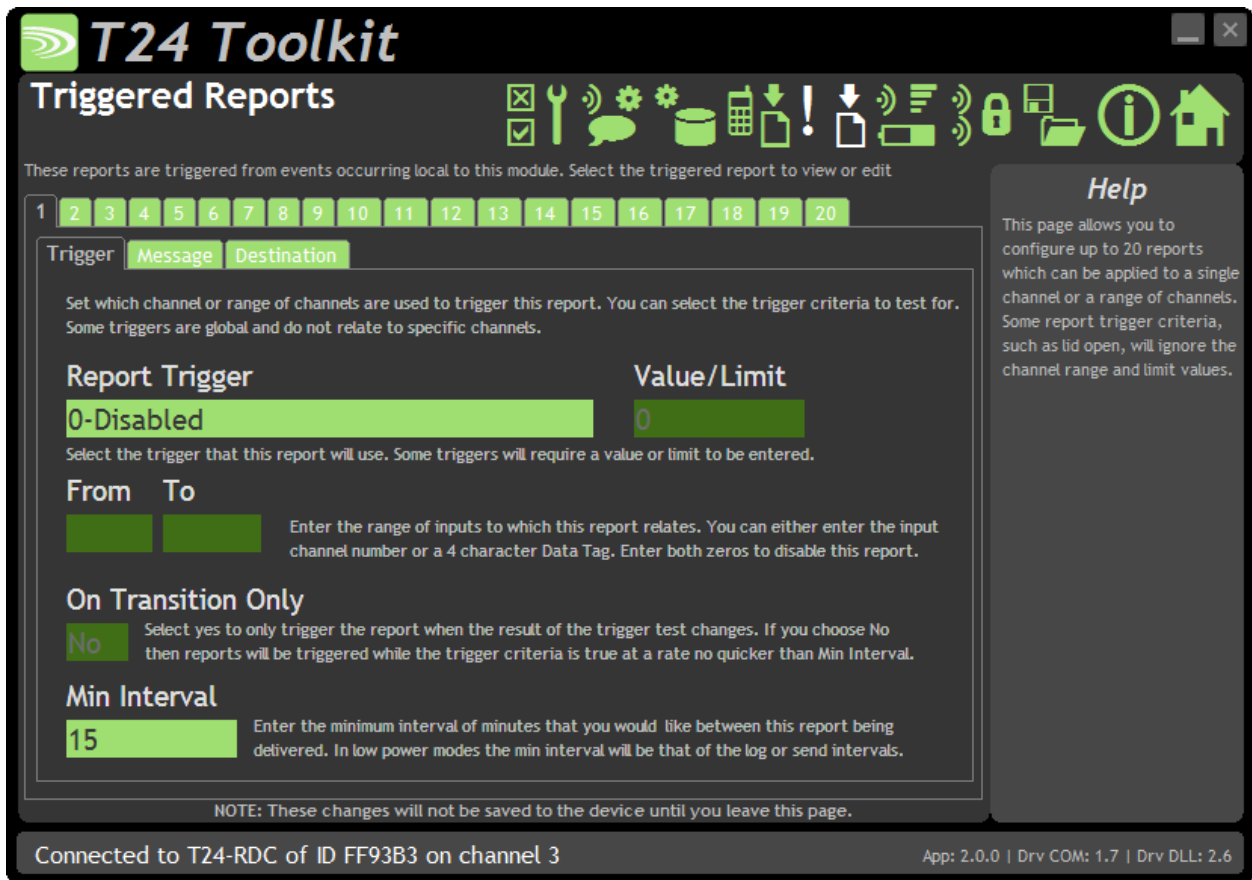 T24 Toolkit
Triggered Reports
These reports are triggered from events occurring local to this module. Select the triggered report to view or edit
1 2 3 4 5 6 7 8 9 10 11 12 13 14 15 16 17 18 19 20
Trigger Message Destination
Set which channel or range of channels are used to trigger this report. You can select the trigger criteria to test for.
Some triggers are global and do not relate to specific channels.
Report Trigger Value/Limit
0-Disabled 0
Select the trigger that this report will use. Some triggers will require a value or limit to be entered.
From To
Enter the range of inputs to which this report relates. You can either enter the input
channel number or a 4 character Data Tag. Enter both zeros to disable this report.
On Transition Only
No
Select yes to only trigger the report when the result of the trigger test changes. If you choose No
then reports will be triggered while the trigger criteria is true at a rate no quicker than Min Interval.
Min Interval
15
Enter the minimum interval of minutes that you would like between this report being
delivered. In low power modes the min interval will be that of the log or send intervals.
NOTE: These changes will not be saved to the device until you leave this page.
Help
This page allows you to
configure up to 20 reports
which can be applied to a single
channel or a range of channels.
Some report trigger criteria,
such as lid open, will ignore the
channel range and limit values.
Connected to T24-RDC of ID FF93B3 on channel 3
App: 2.0.0 | Drv COM: 1.7 | Drv DLL: 2.6